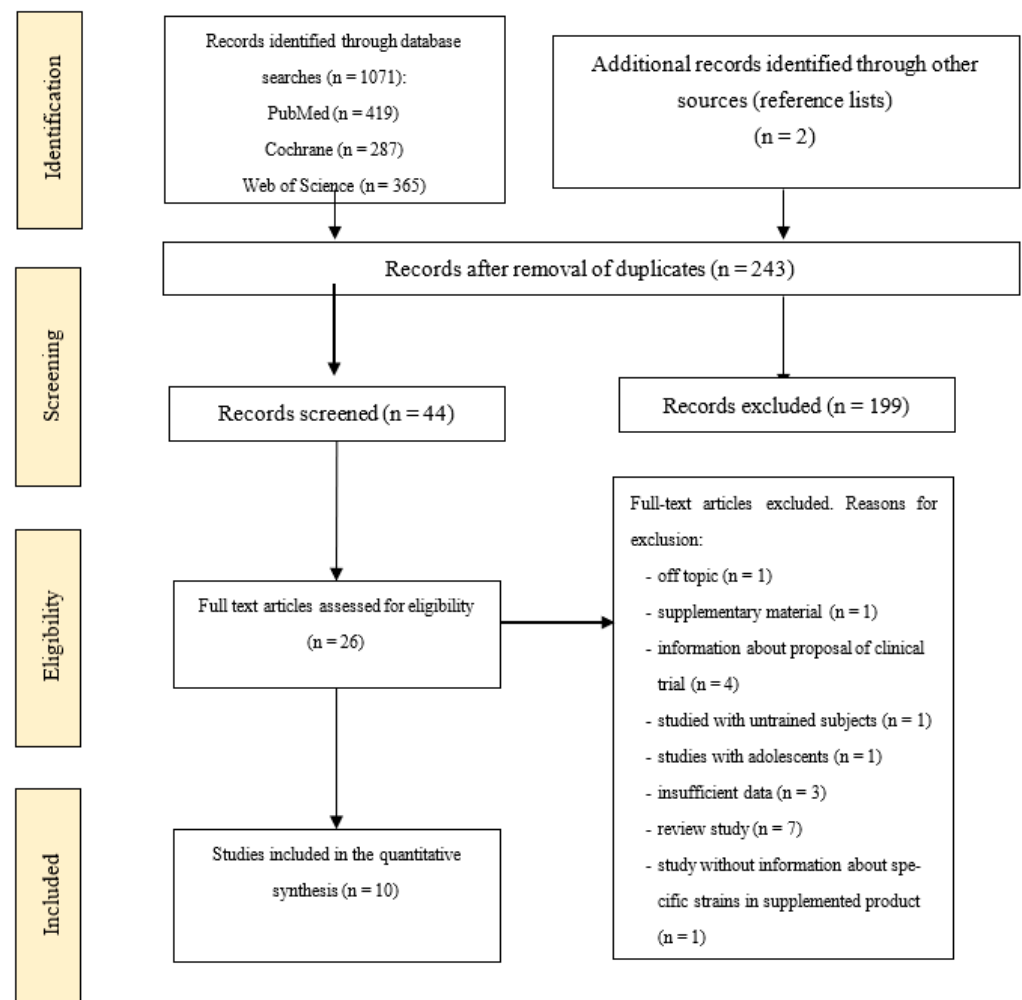 Identification
Records identified through database
searches (n = 1071):
PubMed (n = 419)
Cochrane (n = 287)
Web of Science (n = 365)
Additional records identified through other
sources (reference lists)
(n = 2)
Records after removal of duplicates (n = 243)
Screening
Records screened (n = 44)
Records excluded (n = 199)
Eligibility
Full text articles assessed for eligibility
(n = 26)
Full-text articles excluded. Reasons for
exclusion:
- off topic (n = 1)
- supplementary material (n = 1)
- information about proposal of clinical
trial (n = 4)
- studied with untrained subjects (n = 1)
- studies with adolescents (n = 1)
- insufficient data (n = 3)
- review study (n = 7)
- study without information about spe-
cific strains in supplemented product
(n = 1)
Included
Studies included in the quantitative
synthesis (n = 10)